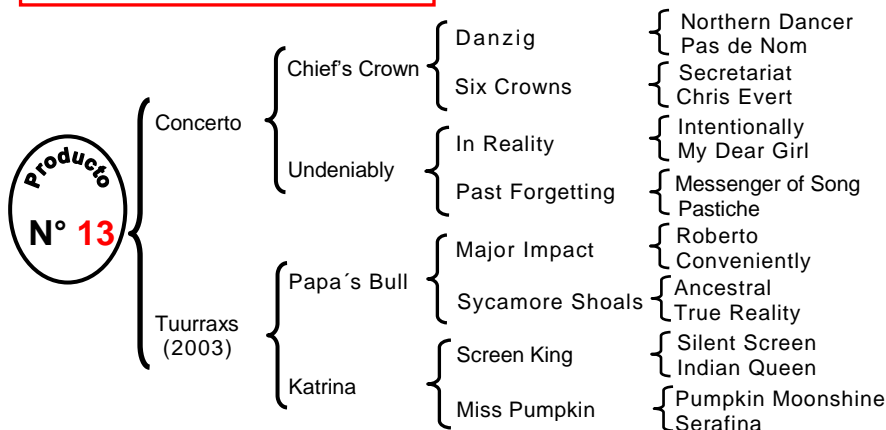 Producto
N° 13
Concerto
Tuurraxs
(2003)
Chief's Crown
Undeniably
Papa´s Bull
Katrina
Danzig
Six Crowns
In Reality
Past Forgetting
Major Impact
Sycamore Shoals
Screen King
Miss Pumpkin
Northern Dancer
Pas de Nom
Secretariat
Chris Evert
Intentionally
My Dear Girl
Messenger of Song
Pastiche
Roberto
Conveniently
Ancestral
True Reality
Silent Screen
Indian Queen
Pumpkin Moonshine
Serafina